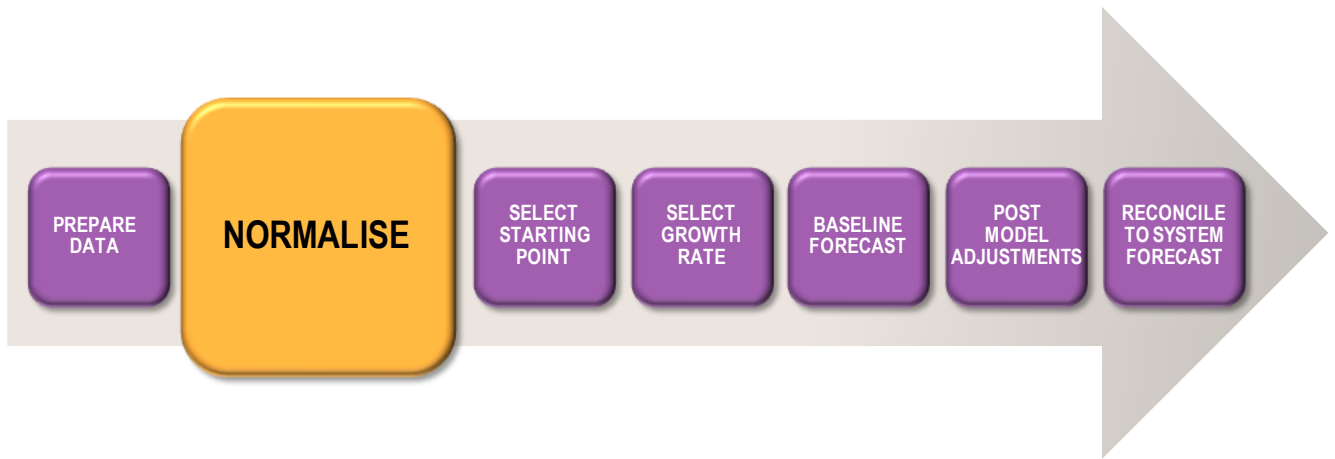 PREPARE
DATA
NORMALISE
SELECT
STARTING
POINT
SELECT
GROWTH
RATE
BASELINE
FORECAST
POST
MODEL
ADJUSTMENTS
RECONCILE
TO SYSTEM
FORECAST